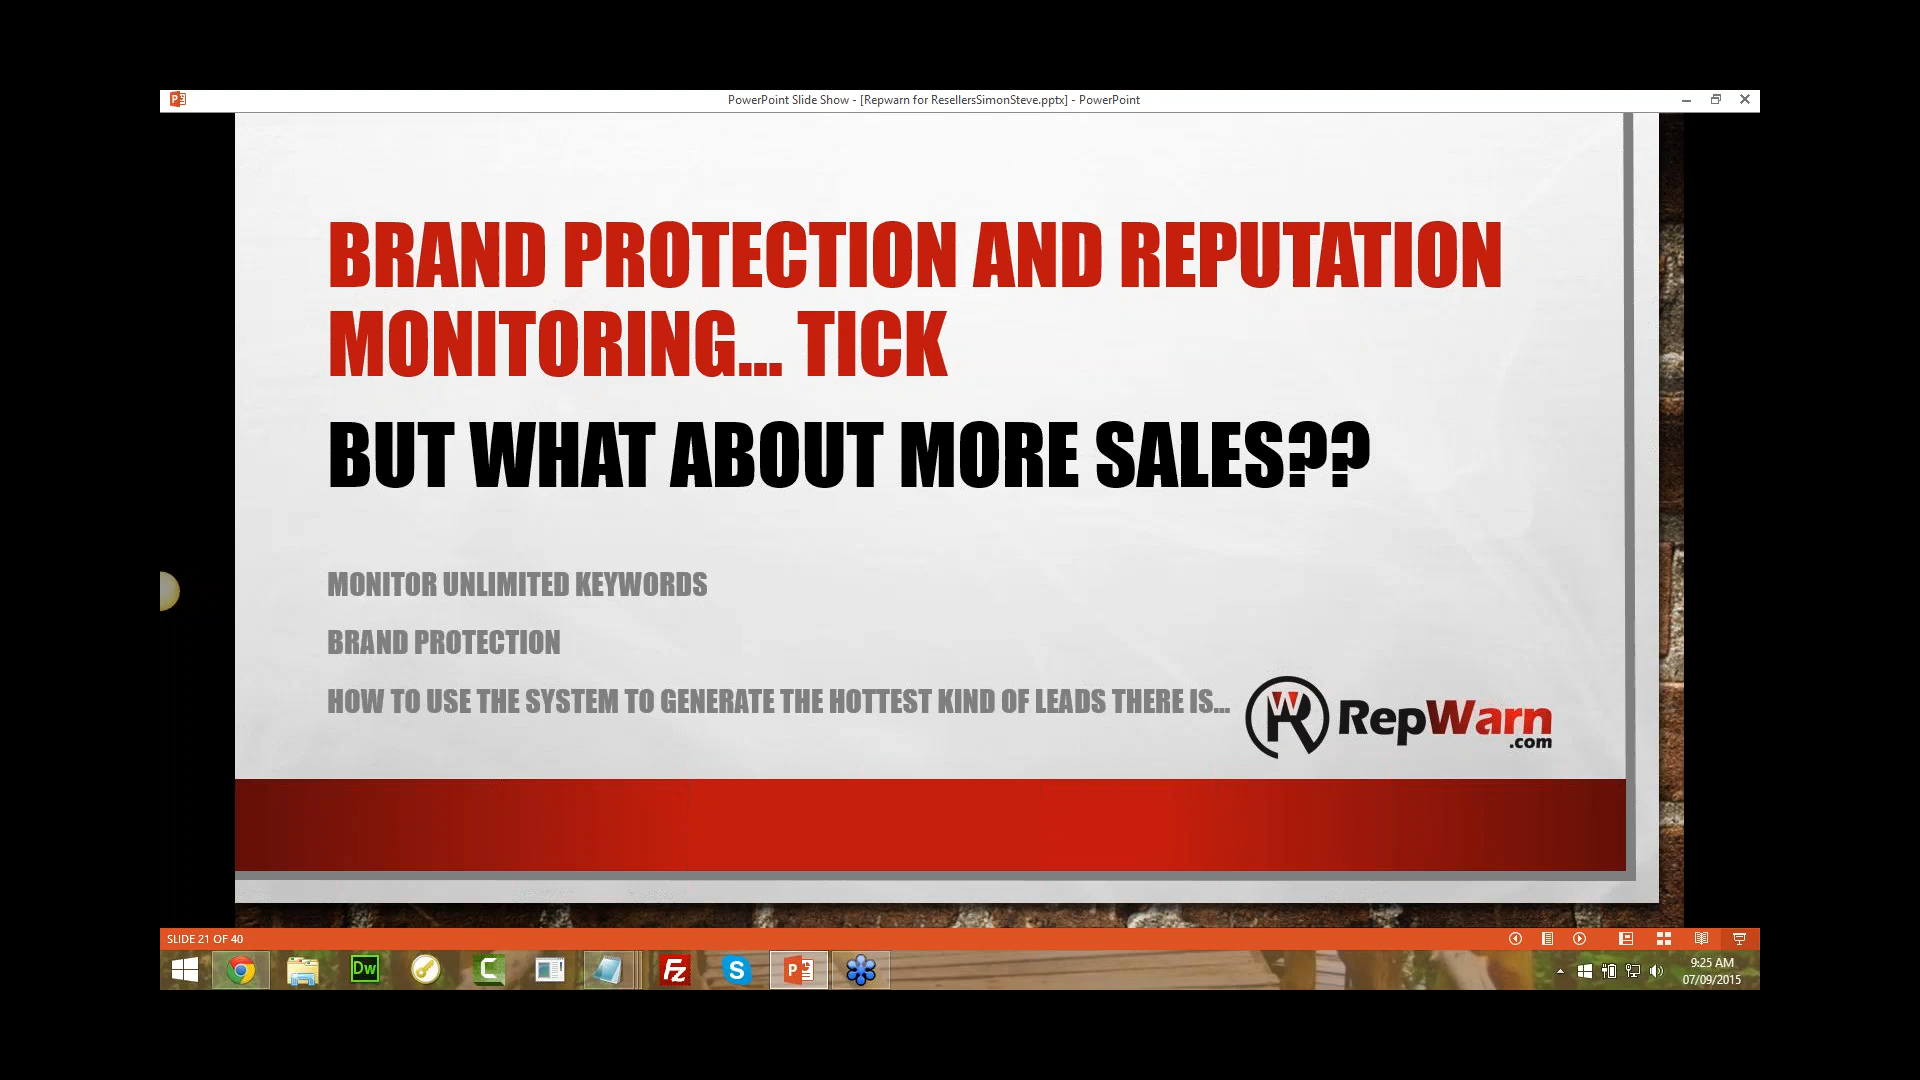 PowerPoint Slide Show - [Repwarn for ResellersSimonSteve.pptx] - PowerPoint
BRAND PROTECTION AND REPUTATION
MONITORING... TICK
BUT WHAT ABOUT MORE SALES??
MONITOR UNLIMITED KEYWORDS
BRAND PROTECTION
HOW TO USE THE SYSTEM TO GENERATE THE HOTTEST KIND OF LEADS THERE IS...
RepWarn
.com
SLIDE 21 OF 40
Dw
9:25 AM
07/09/2015